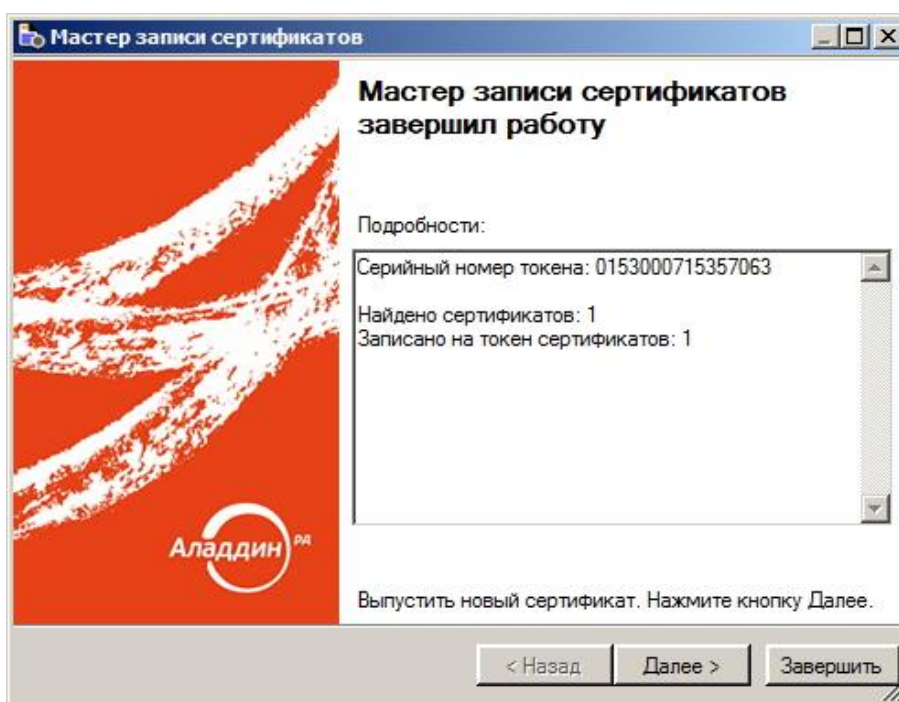 Мастер записи сертификатов
Мастер записи сертификатов
завершил работу
Подробности:
Серийный номер токена: 0153000715357063
Найдено сертификатов: 1
Записано на токен сертификатов: 1
Аладдин РД
Выпустить новый сертификат. Нажмите кнопку Далее.
< Назад
Далее >
Завершить